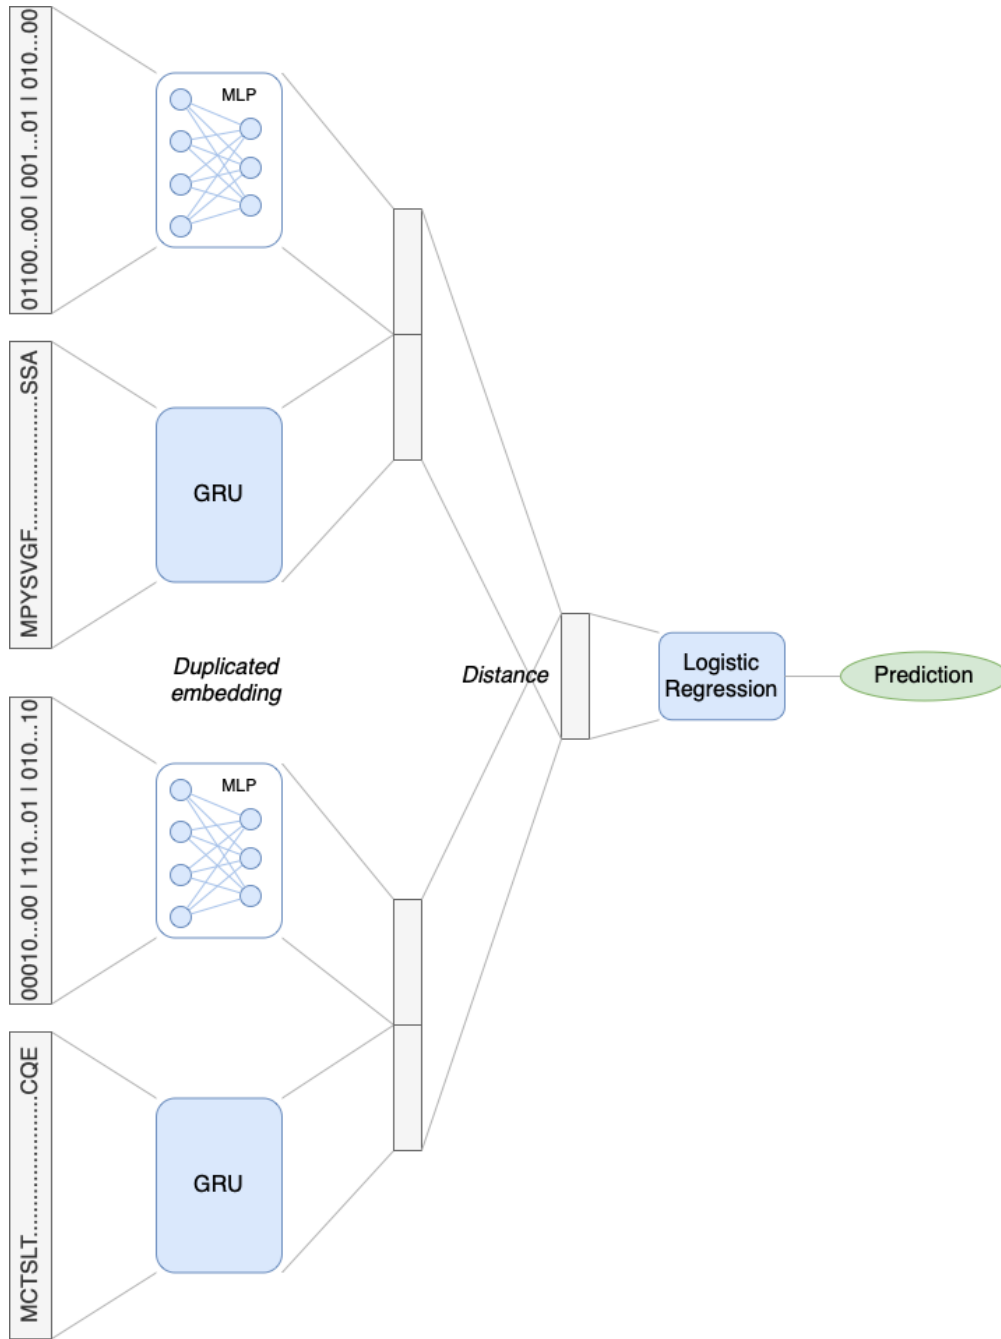 01100...00 | 001...01 | 010...00
MLP
MPYSVGF...............SSA
GRU
Duplicated
embedding
Distance
Logistic
Regression
Prediction
00010...00 | 110...01 | 010...10
MLP
MCTSLT....................CQE
GRU